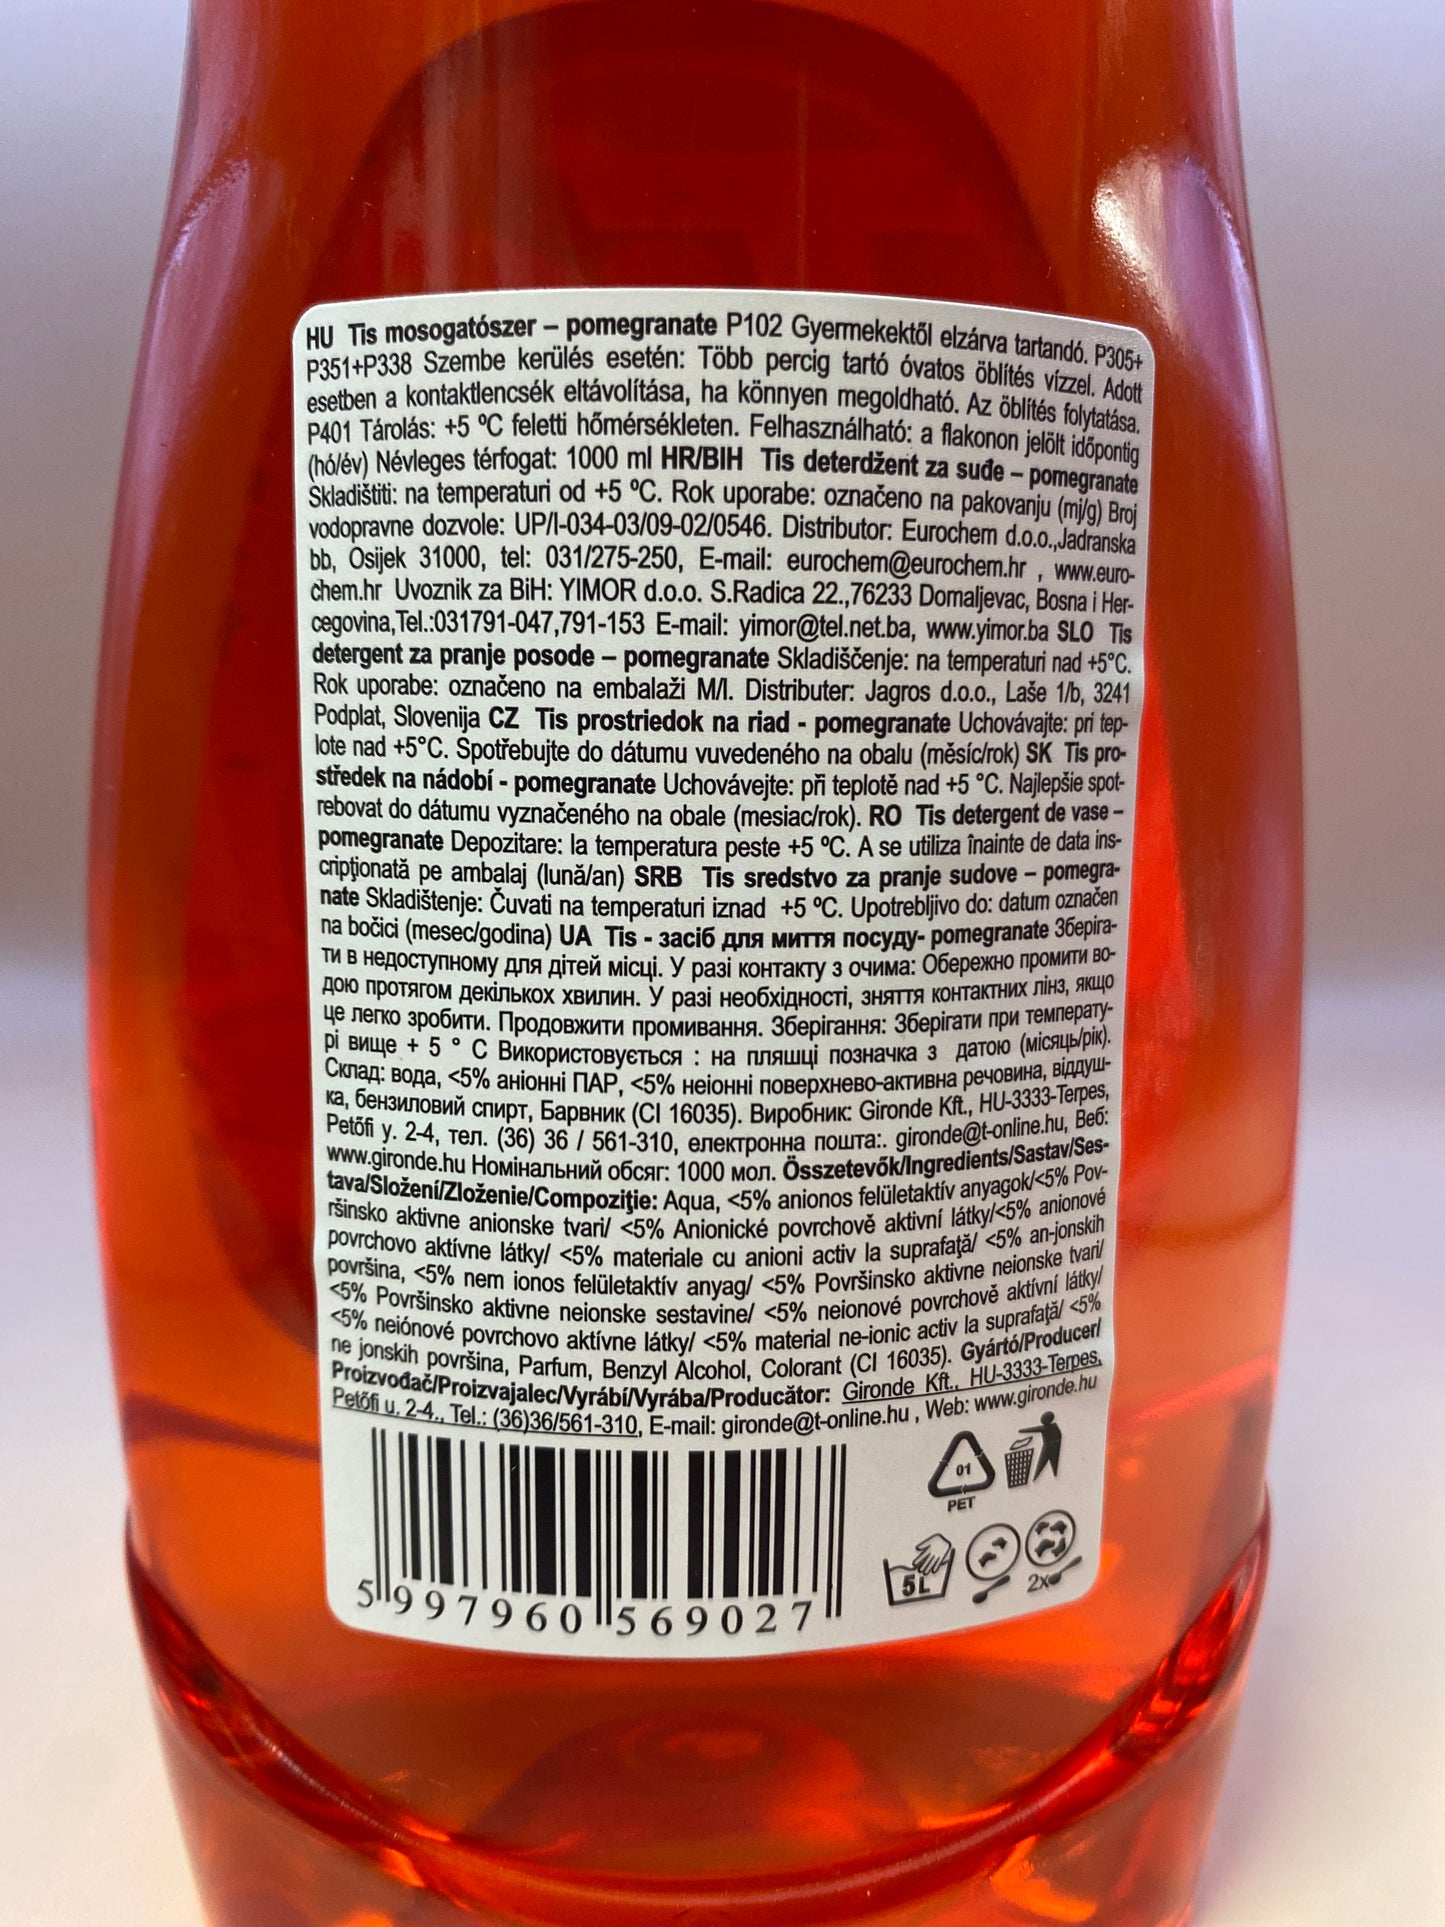 HU Tis mosogatószer – pomegranate P102 Gyermekektől elzárva tartandó. P305+
P351+P338 Szembe kerülés esetén: Több percig tartó óvatos öblítés vízzel. Adott
esetben a kontaktlencsék eltávolítása, ha könnyen megoldható. Az öblítés folytatása.
P401 Tárolás: +5 ºC feletti hőmérsékleten. Felhasználható: a flakonon jelölt időpontig
(hó/év) Névleges térfogat: 1000 ml HR/BIH Tis deterdžent za suđe – pomegranate
Skladištiti: na temperaturi od +5 ºC. Rok uporabe: označeno na pakovanju (mj/g) Broj
vodopravne dozvole: UP/I-034-03/09-02/0546. Distributor: Eurochem d.o.o.,Jadranska
bb, Osijek 31000, tel: 031/275-250, E-mail: eurochem@eurochem.hr , www.euro-
chem.hr Uvoznik za BiH: YIMOR d.o.o. S.Radica 22.,76233 Domaljevac, Bosna i Her-
cegovina,Tel.:031791-047,791-153 E-mail: yimor@tel.net.ba, www.yimor.ba SLO Tis
detergent za pranje posode – pomegranate Skladiščenje: na temperaturi nad +5°C.
Rok uporabe: označeno na embalaži M/l. Distributer: Jagros d.o.o., Laše 1/b, 3241
Podplat, Slovenija CZ Tis prostriedok na riad - pomegranate Uchovávajte: pri tep-
lote nad +5°C. Spotřebujte do dátumu vuvedeného na obalu (měsíc/rok) SK Tis pro-
středek na nádobí - pomegranate Uchovávejte: při teplotě nad +5 °C. Najlepšie spot-
rebovat do dátumu vyznačeného na obale (mesiac/rok). RO Tis detergent de vase –
pomegranate Depozitare: la temperatura peste +5 ºC. A se utiliza înainte de data ins-
cripţionată pe ambalaj (lună/an) SRB Tis sredstvo za pranje sudove – pomegra-
nate Skladištenje: Čuvati na temperaturi iznad +5 ºC. Upotrebljivo do: datum označen
na bočici (mesec/godina) UA Tis - засіб для миття посуду- pomegranate Зберіга-
ти в недоступному для дітей місці. У разі контакту з очима: Обережно промити во-
дою протягом декількох хвилин. У разі необхідності, зняття контактних лінз, якщо
це легко зробити. Продовжити промивання. Зберігання: Зберігати при температу-
рі вище + 5 ° C Використовується : на пляшці позначка з датою (місяць/рік).
Склад: вода, <5% аніонні ПАР, <5% неіонні поверхнево-активна речовина, віддуш-
ка, бензиловий спирт, Барвник (CI 16035). Виробник: Gironde Kft., HU-3333-Terpes,
Petőfi y. 2-4, тел. (36) 36 / 561-310, електронна пошта:. gironde@t-online.hu, Веб:
www.gironde.hu Номінальний обсяг: 1000 мол. Összetevők/Ingredients/Sastav/Ses-
tava/Složení/Zloženie/Compoziţie: Aqua, <5% anionos felületaktív anyagok/<5% Pov-
ršinsko aktivne anionske tvari/ <5% Anionické povrchově aktivní látky/<5% anionové
povrchovo aktívne látky/ <5% materiale cu anioni activ la suprafaţă/ <5% an-jonskih
površina, <5% nem ionos felületaktív anyag/ <5% Površinsko aktivne neionske tvari/
<5% Površinsko aktivne neionske sestavine/ <5% neionové povrchově aktívní látky/
<5% neiónové povrchovo aktívne látky/ <5% material ne-ionic activ la suprafaţă/ <5%
ne jonskih površina, Parfum, Benzyl Alcohol, Colorant (CI 16035). Gyártó/Producer/
Proizvođač/Proizvajalec/Vyrábí/Vyrába/Producător: Gironde Kft., HU-3333-Terpes,
Petőfi u. 2-4., Tel.: (36)36/561-310, E-mail: gironde@t-online.hu , Web: www.gironde.hu
01
PET
5L
2x
5 997960 569027